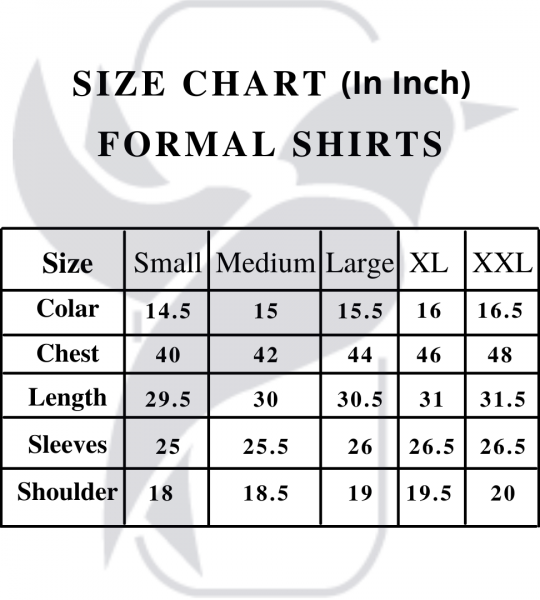 SIZE CHART (In Inch)
FORMAL SHIRTS
Size Small Medium Large XL XXL
Colar 14.5 15 15.5 16 16.5
Chest 40 42 44 46 48
Length 29.5 30 30.5 31 31.5
Sleeves 25 25.5 26 26.5 26.5
Shoulder 18 18.5 19 19.5 20